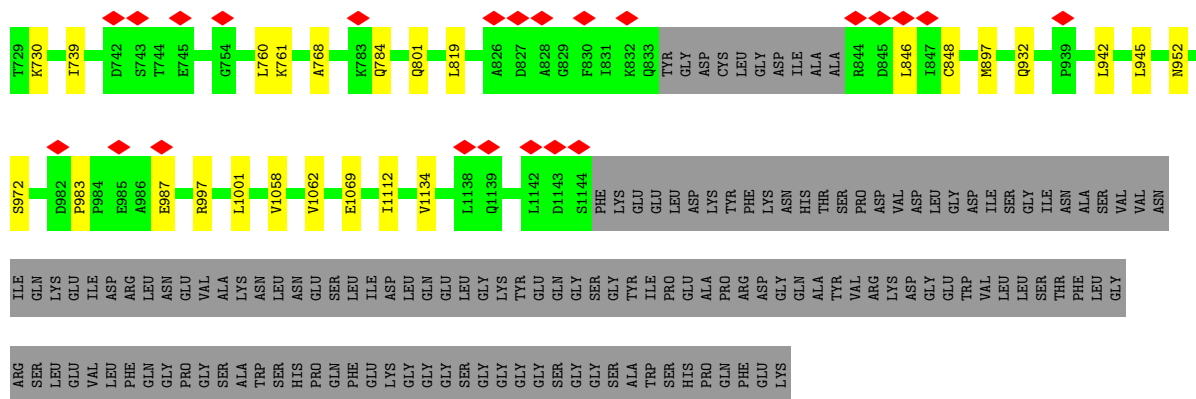 T729 K730 I739 D742 S743 T744 E745 G754 L760 K761 A768 K783 Q784 Q801 L819 A826 D827 A828 G829 F830 I831 K832 Q833 TYR GLY ASP CYS LEU GLY ASP ILE ALA ALA R844 D845 L846 I847 C848 M897 Q932 P939 L942 L945 N952
S972 D982 P983 P984 E985 A986 E987 R997 L1001 V1058 V1062 E1069 I1112 V1134 L1138 Q1139 L1142 D1143 S1144 PHE LYS GLU GLU LEU ASP LYS TYR PHE LYS ASN HIS THR SER PRO ASP VAL ASP LEU GLY ASP ILE SER GLY ILE ASN ALA SER VAL VAL ASN
ILE GLN LYS GLU ILE ASP ARG LEU ASN GLU VAL ALA LYS ASN LEU ASN GLU SER LEU ILE ASP LEU GLN GLU LEU GLY LYS TYR GLU GLN GLY SER GLY TYR ILE PRO GLU ALA PRO ARG ASP GLY GLN ALA TYR VAL ARG LYS ASP GLY GLU TRP VAL LEU LEU SER THR PHE LEU GLY
ARG SER LEU GLU VAL LEU PHE GLN GLY PRO GLY SER ALA TRP SER HIS PRO GLN PHE GLU LYS GLY GLY GLY SER GLY GLY GLY GLY SER GLY GLY SER ALA TRP SER HIS PRO GLN PHE GLU LYS